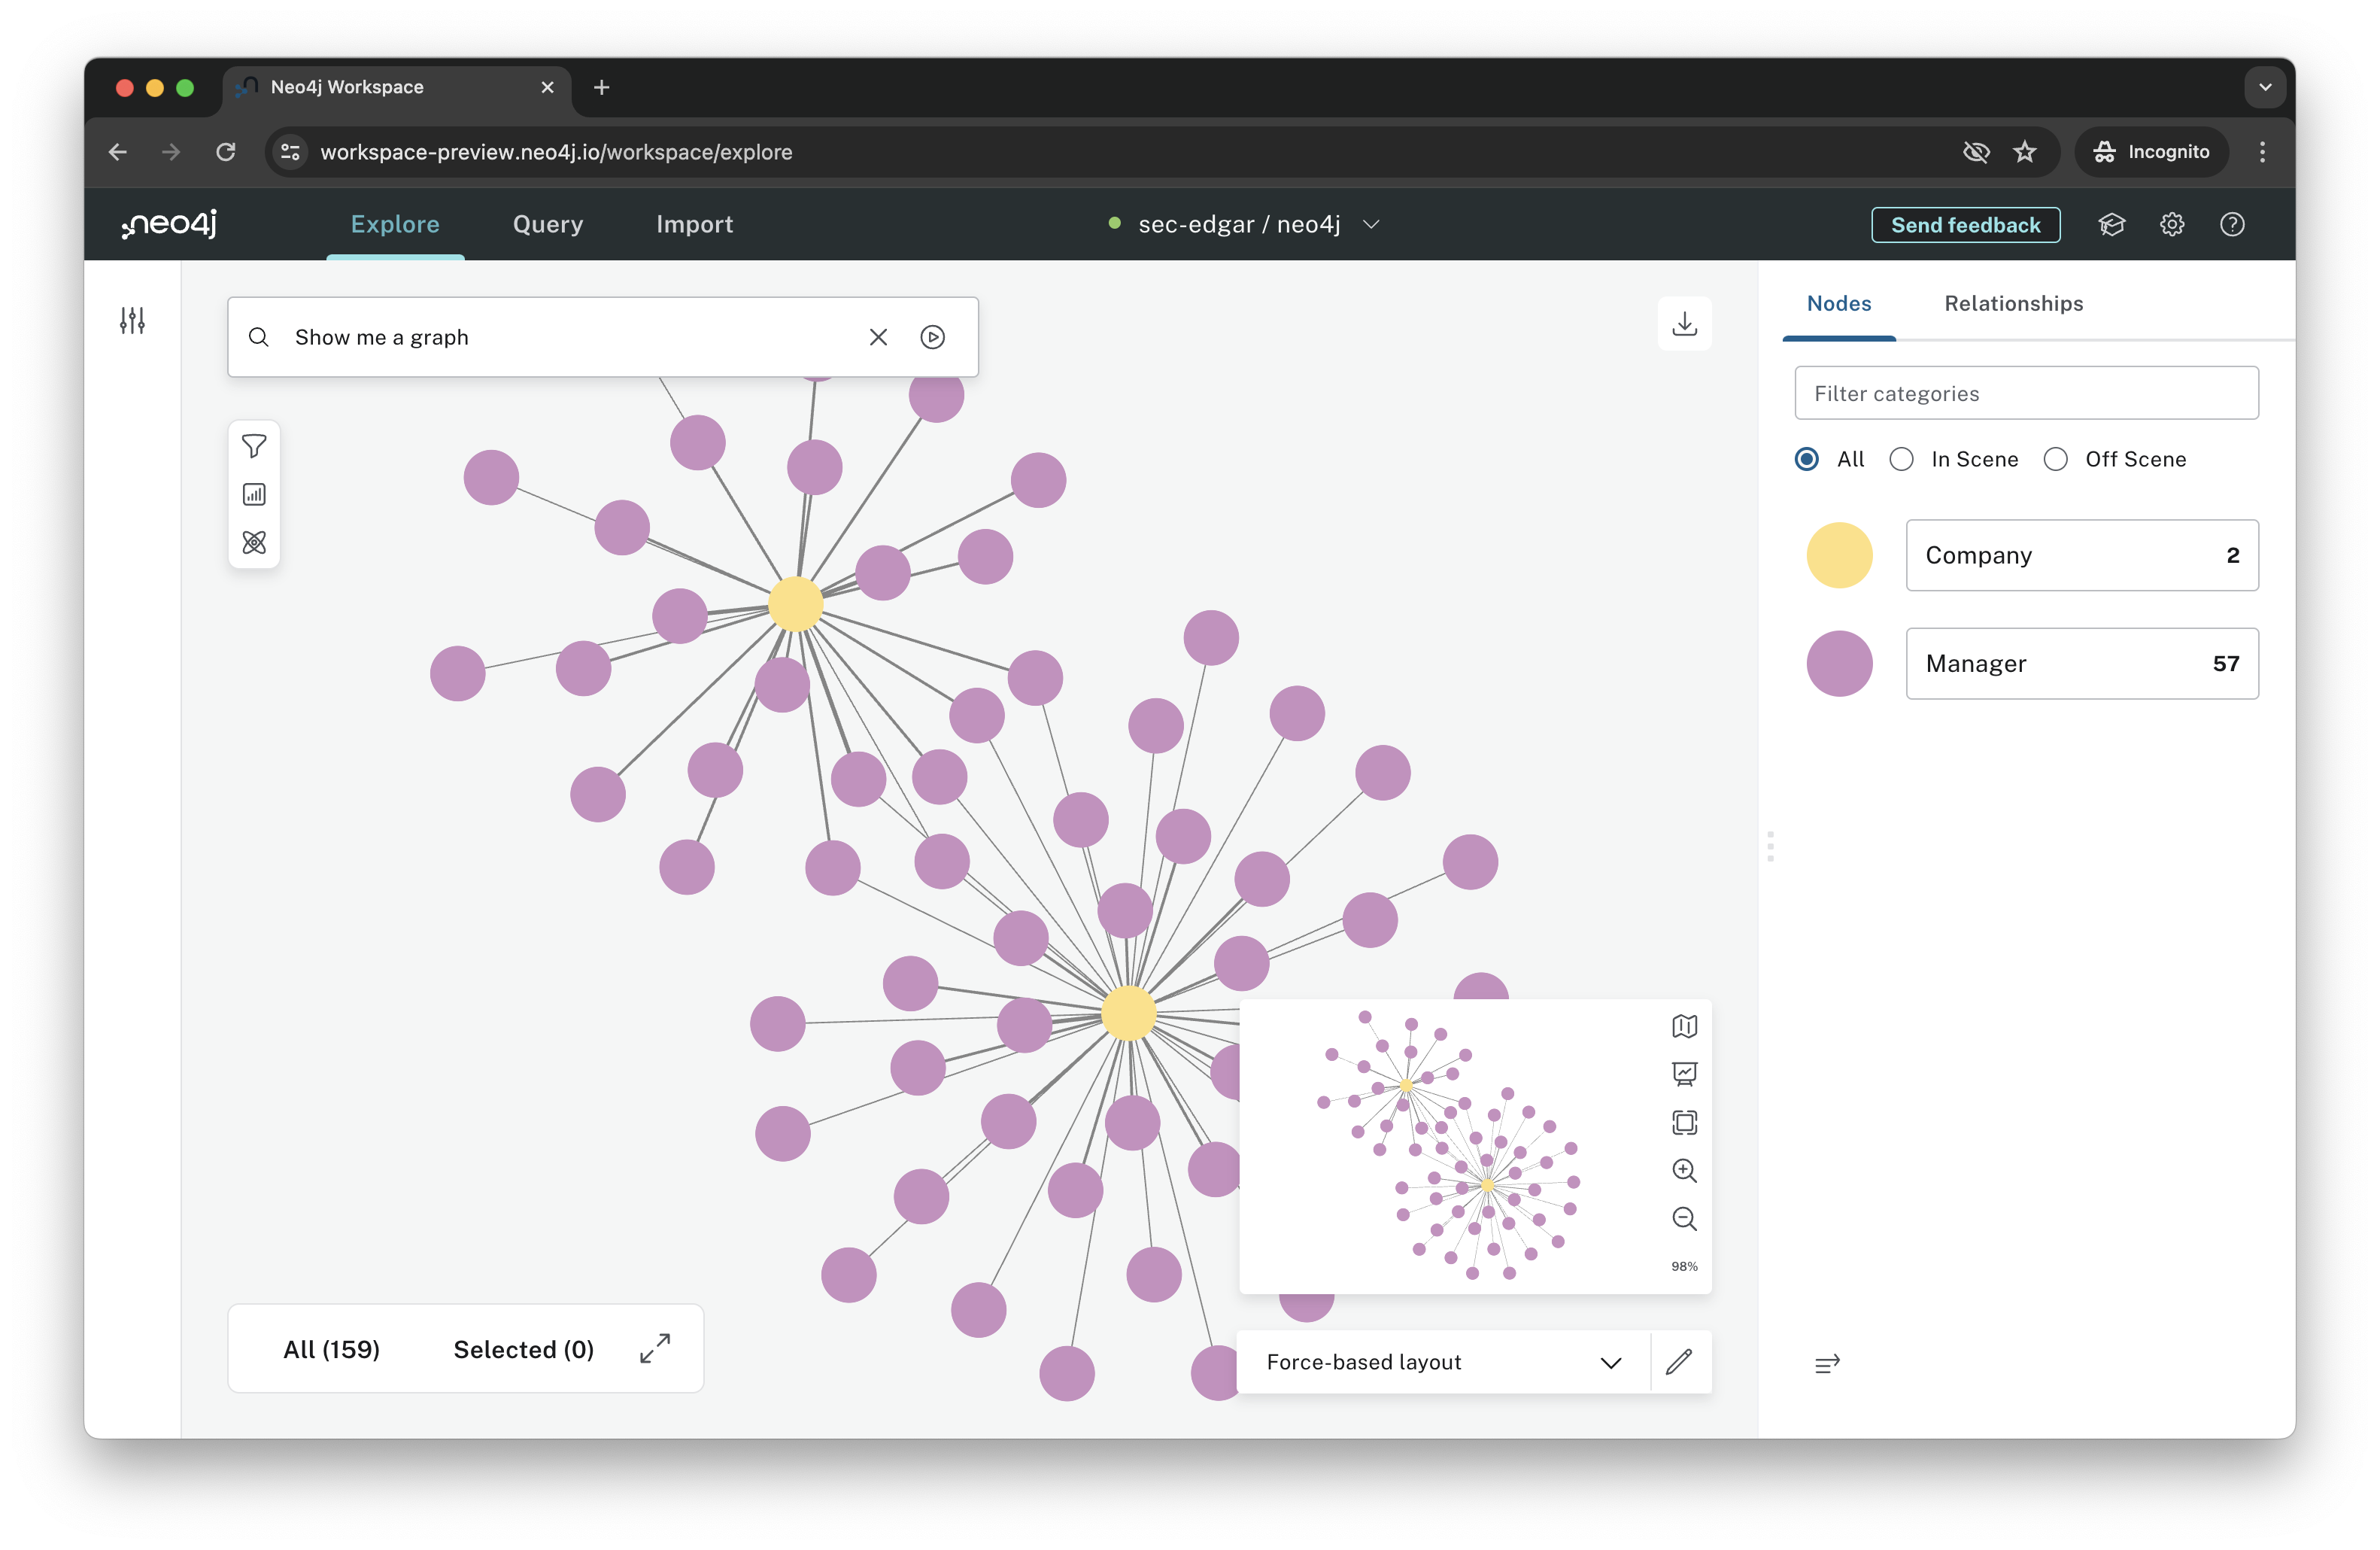 Neo4j Workspace
workspace-preview.neo4j.io/workspace/explore
Incognito
neo4j
Explore
Query
Import
sec-edgar / neo4j
Send feedback
Show me a graph
Nodes
Relationships
Filter categories
All
In Scene
Off Scene
Company 2
Manager 57
98%
All (159)
Selected (0)
Force-based layout